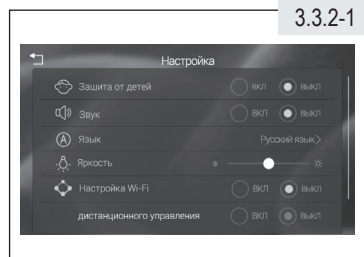 3.3.2-1
Настройка
Зашита от детей ВКЛ ВЫКЛ
Звук ВКЛ ВЫКЛ
A Язык Русский язык >
Яркость
Настройка Wi-Fi ВКЛ ВЫКЛ
дистанционного управления ВКЛ ВЫКЛ